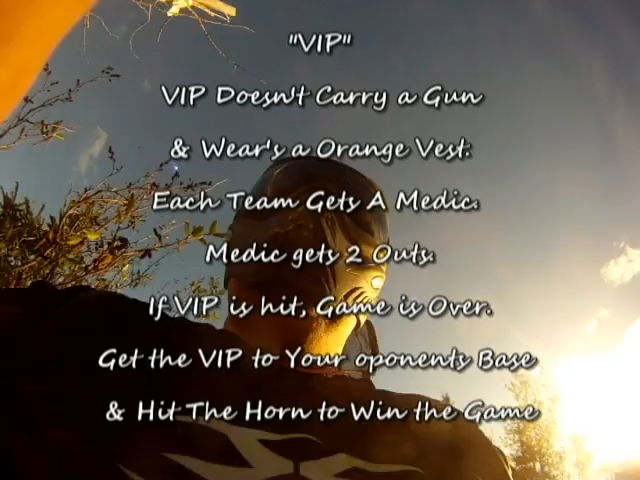 "VIP"
VIP Doesn't Carry a Gun
& Wear's a Orange Vest.
Each Team Gets A Medic.
Medic gets 2 Outs.
If VIP is hit, Game is Over.
Get the VIP to Your oponents Base
& Hit The Horn to Win the Game